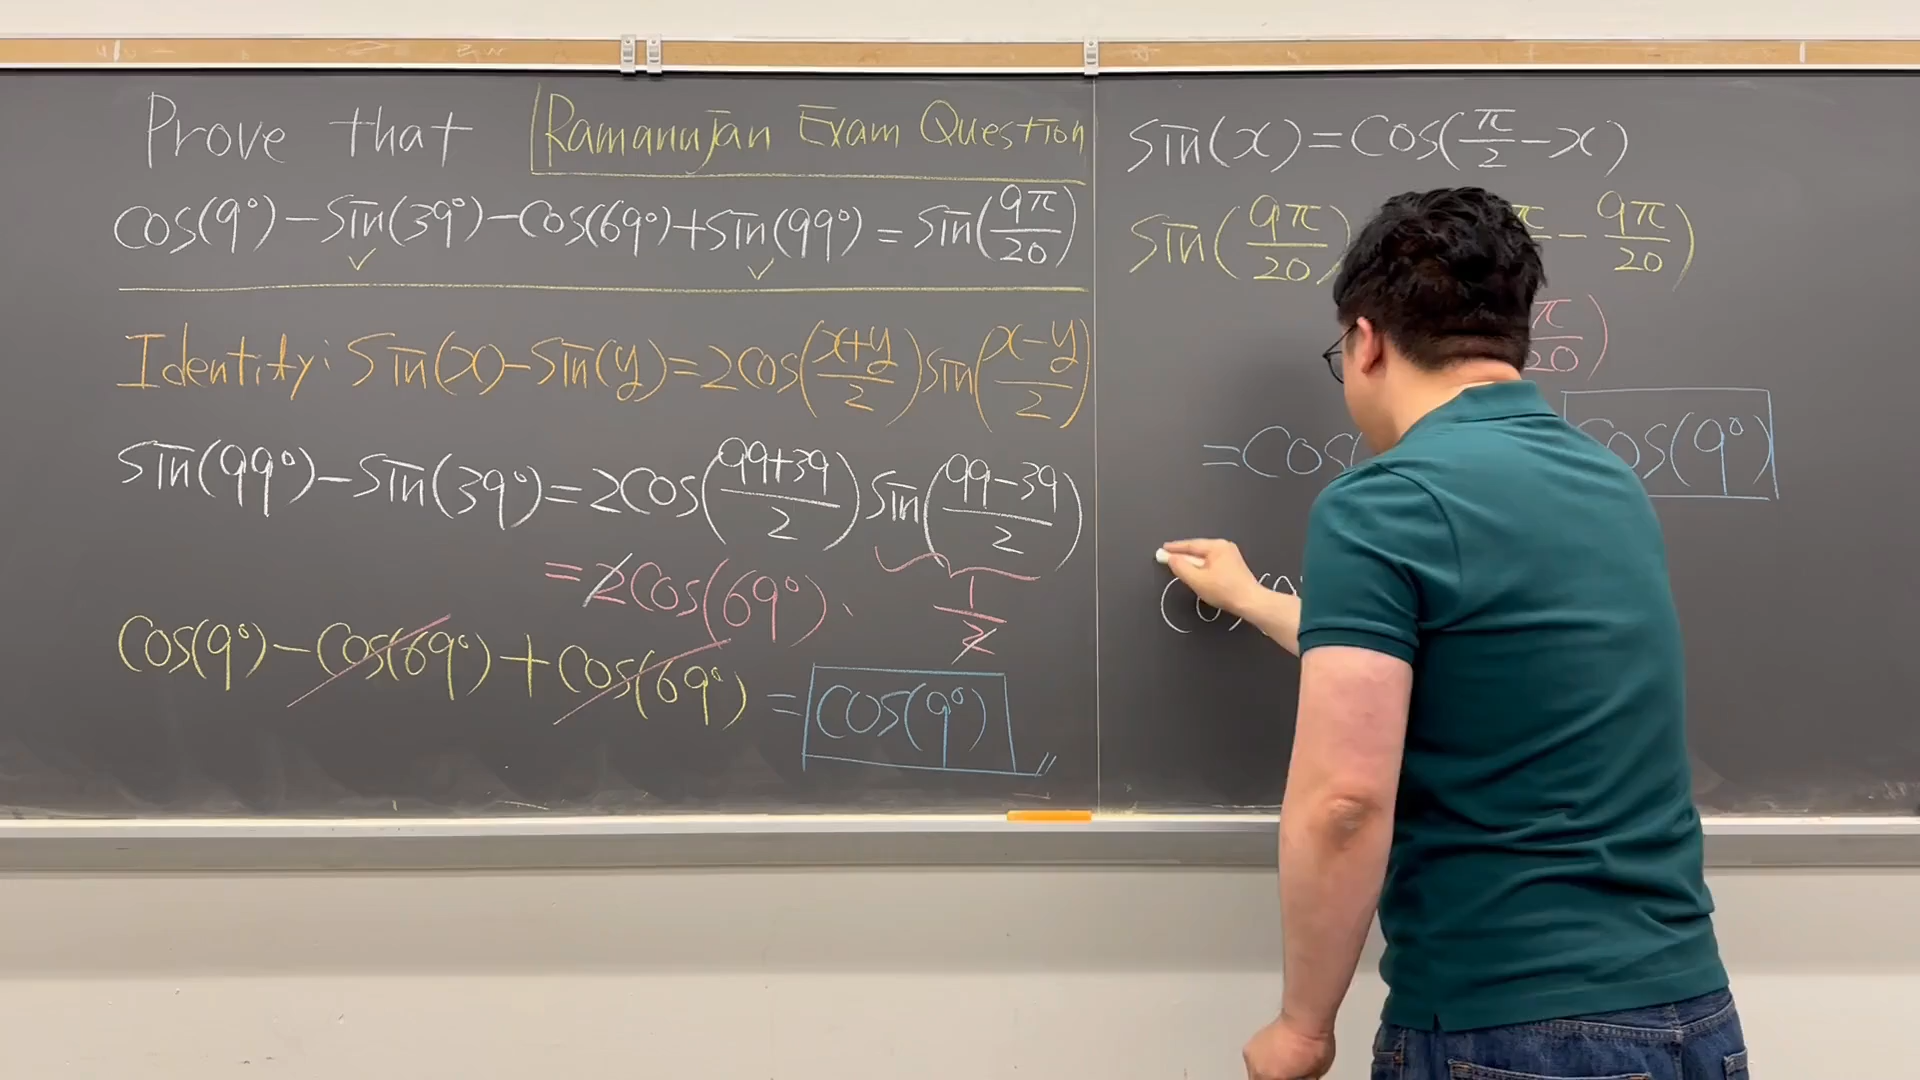 Prove that Ramanujan Exam Question
Cos(9°)-Sin(39°)-Cos(69°)+Sin(99°)=Sin(9π/20)
Identity: Sin(x)-Sin(y)=2Cos((x+y)/2)Sin((x-y)/2)
Sin(99°)-Sin(39°)=2Cos((99+39)/2)Sin((99-39)/2)
=2Cos(69°)·1/2
Cos(9°)-Cos(69°)+Cos(69°)=Cos(9°)
Sin(x)=Cos(π/2-x)
Sin(9π/20) - 9π/20)
π/20)
=Cos( Cos(9°)